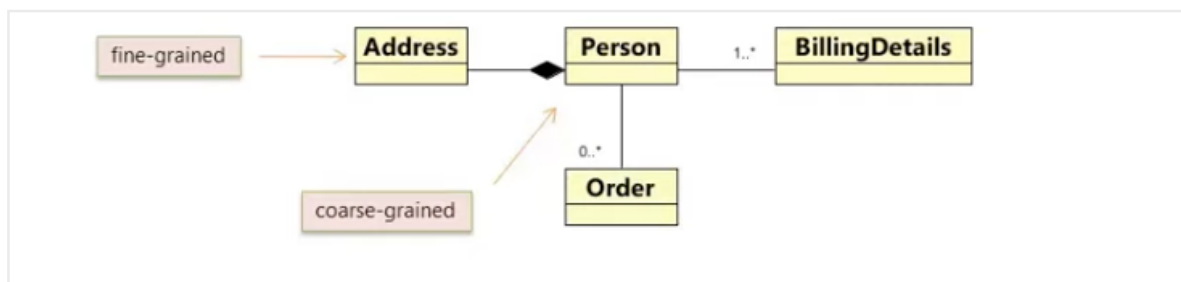 fine-grained
Address
Person
1..*
BillingDetails
0..*
Order
coarse-grained